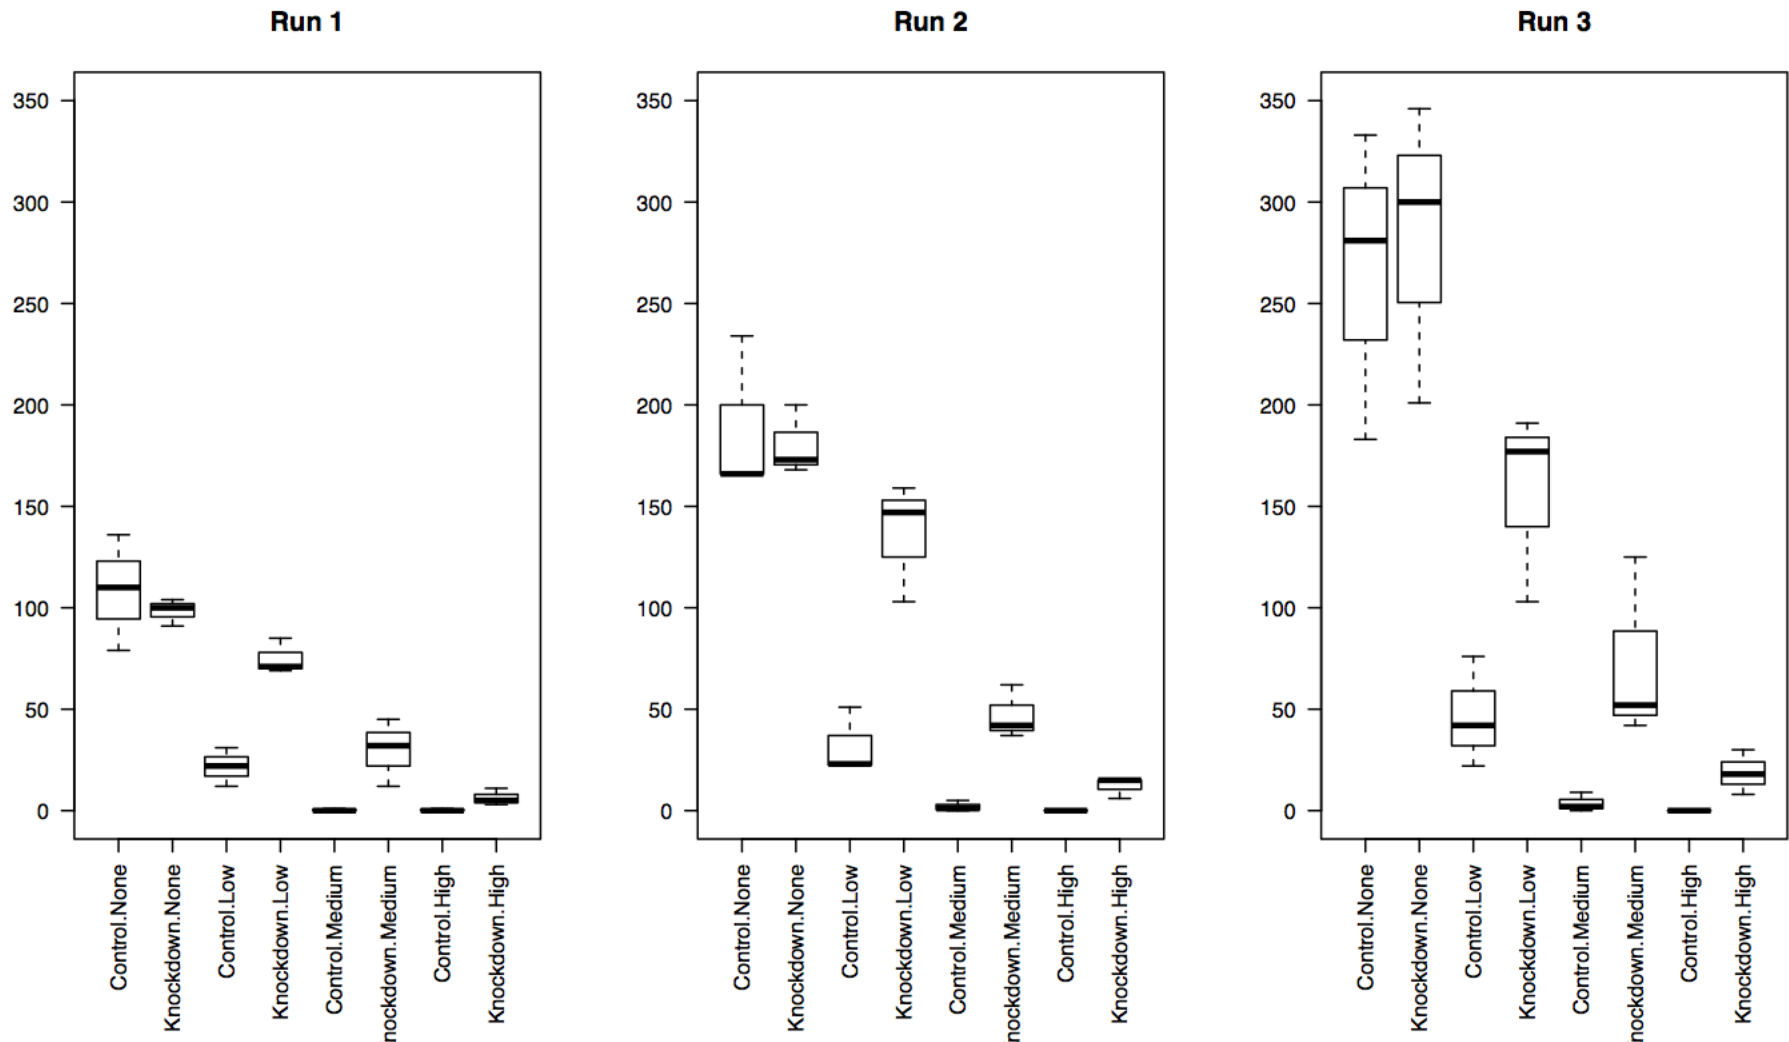 Run 1
Run 2
Run 3
350
300
250
200
150
100
50
0
Control.None
Knockdown.None
Control.Low
Knockdown.Low
Control.Medium
nockdown.Medium
Control.High
Knockdown.High
350
300
250
200
150
100
50
0
Control.None
Knockdown.None
Control.Low
Knockdown.Low
Control.Medium
nockdown.Medium
Control.High
Knockdown.High
350
300
250
200
150
100
50
0
Control.None
Knockdown.None
Control.Low
Knockdown.Low
Control.Medium
nockdown.Medium
Control.High
Knockdown.High